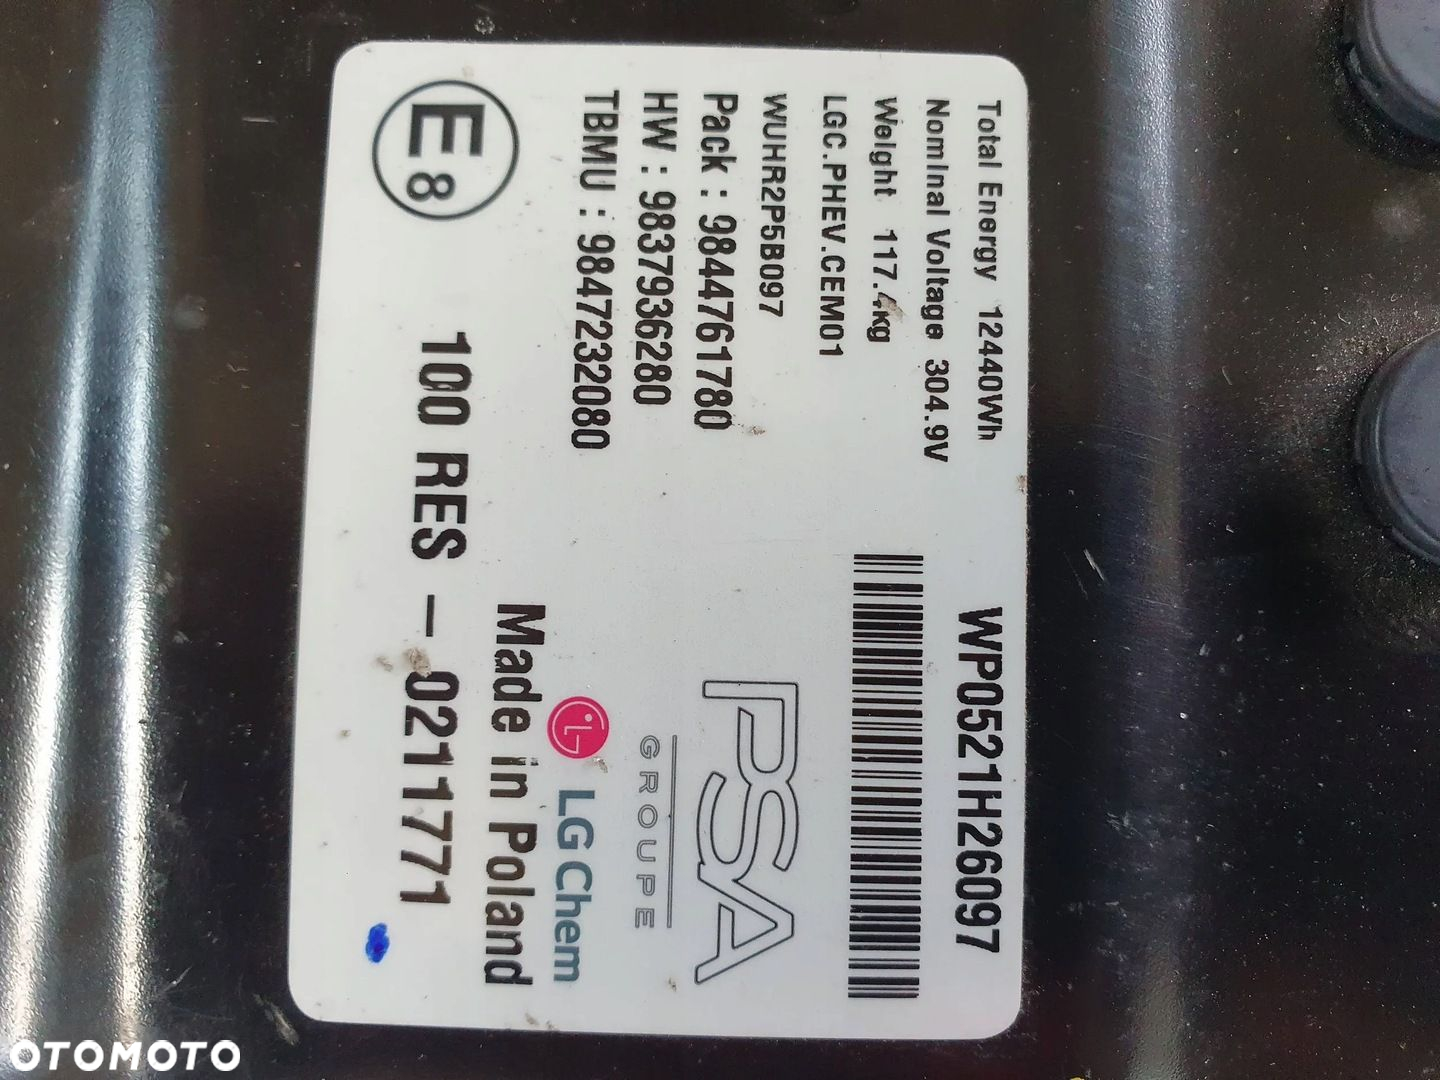 Total Energy 12440Wh
Nominal Voltage 304.9V
Weight 117.4kg
LGC.PHEV.CEM01
WUHR2P5B097
Pack : 9844761780
HW : 9837936280
TBMU : 9847232080
WP0521H26097
PSA
GROUPE
LG LG Chem
Made in Poland
E8
100 RES - 0211771
OTOMOTO